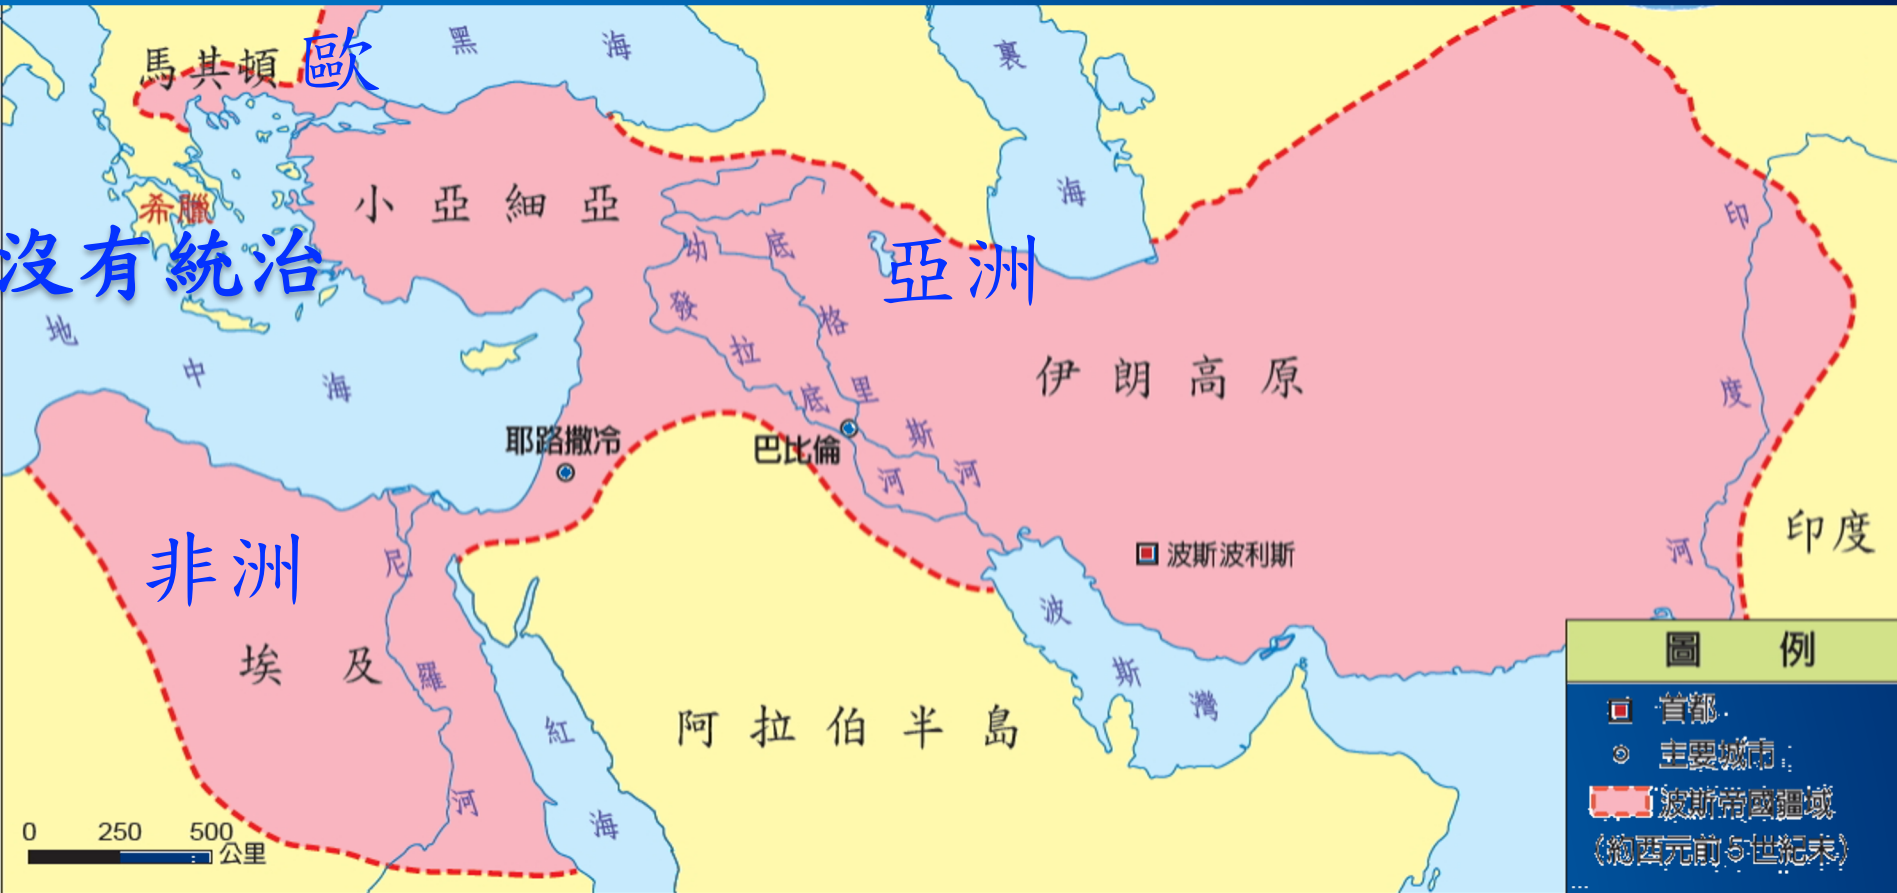 馬其頓
歐
黑海
裏海
小亞細亞
希臘
沒有統治
亞洲
幼發拉底河
底格里斯河
印度河
地中海
伊朗高原
耶路撒冷
巴比倫
波斯波利斯
印度
非洲
埃及
尼羅河
紅海
阿拉伯半島
波斯灣
圖例
首都
主要城市
波斯帝國疆域
(約西元前5世紀末)
0 250 500
公里